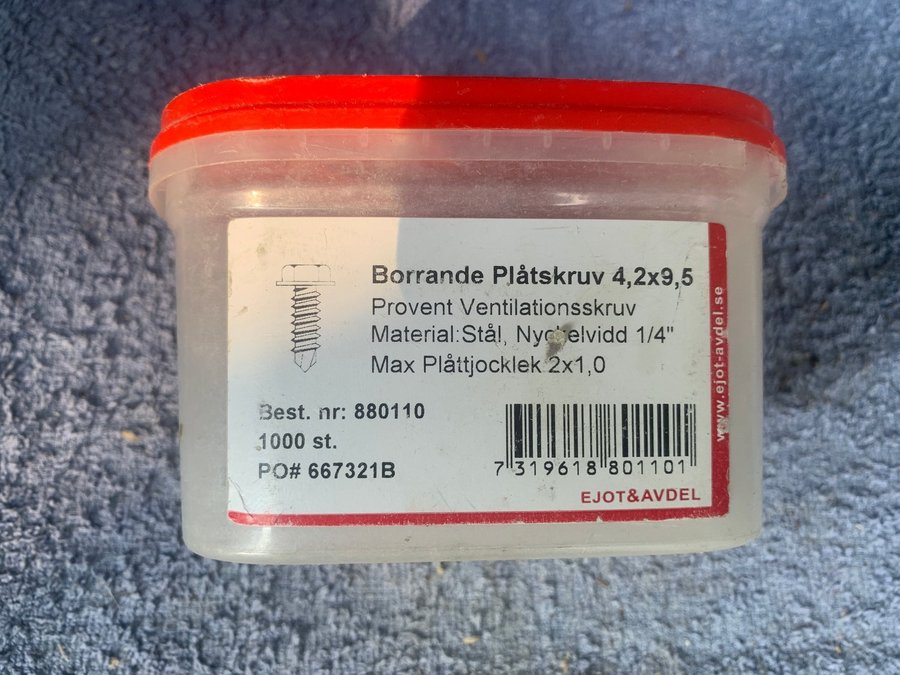 Borrande Plåtskruv 4,2x9,5
Provent Ventilationsskruv
Material:Stål, Nyckelvidd 1/4"
Max Plåttjocklek 2x1,0
Best. nr: 880110
1000 st.
PO# 667321B
7 319618 801101
EJOT&AVDEL
www.ejot-avdel.se